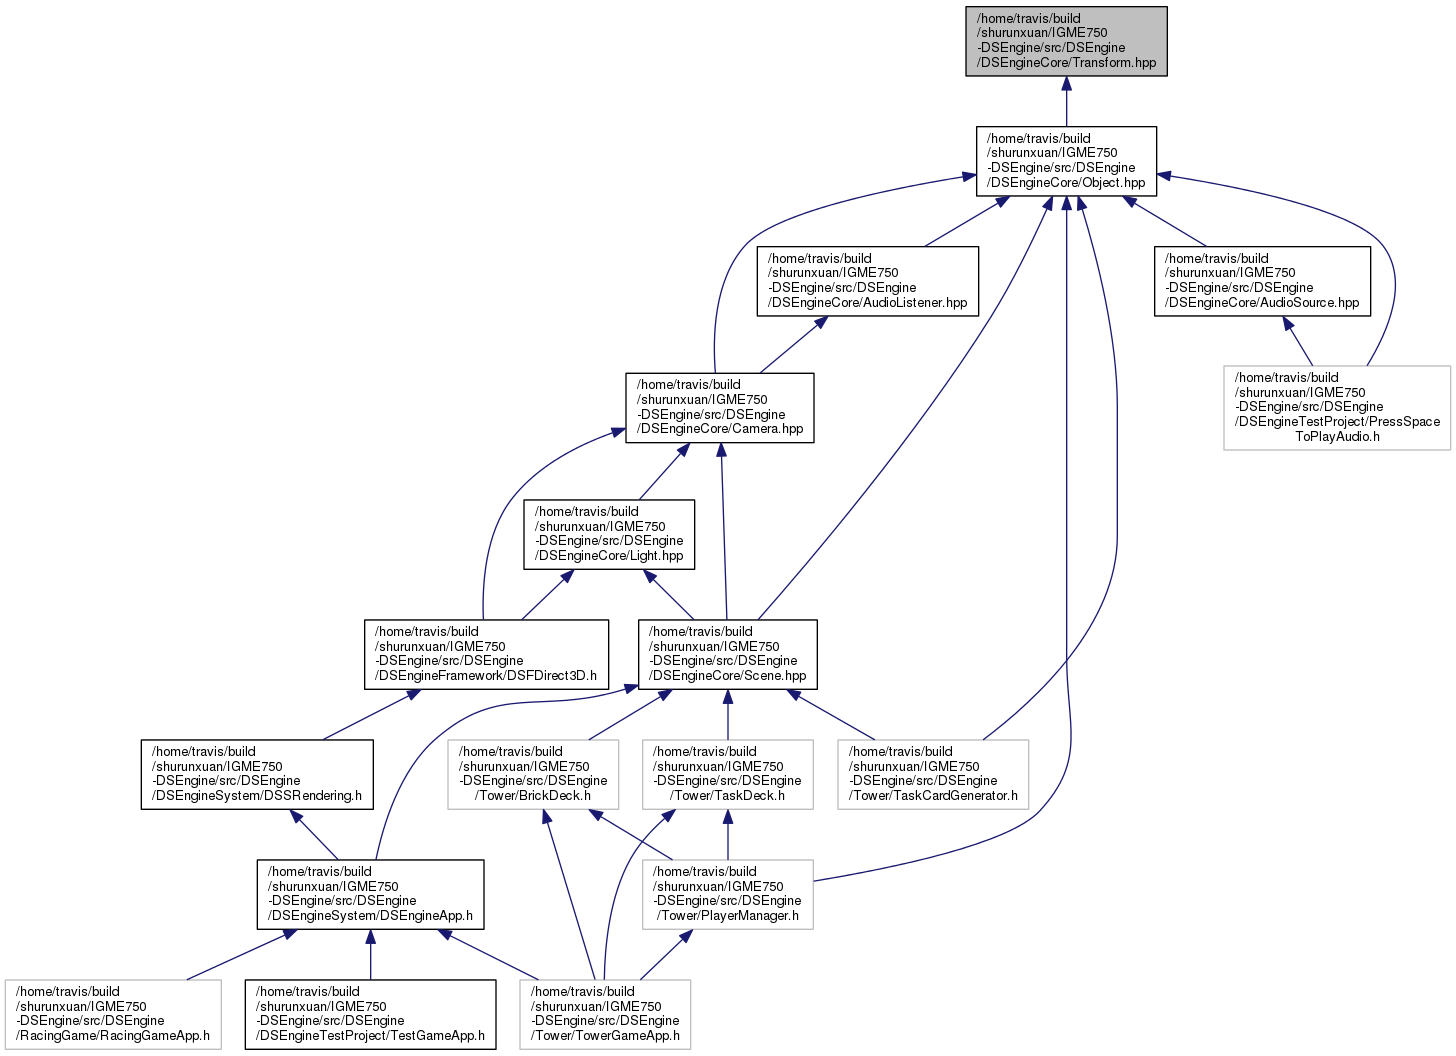 /home/travis/build
/shurunxuan/IGME750
-DSEngine/src/DSEngine
/DSEngineCore/Transform.hpp
/home/travis/build
/shurunxuan/IGME750
-DSEngine/src/DSEngine
/DSEngineCore/Object.hpp
/home/travis/build
/shurunxuan/IGME750
-DSEngine/src/DSEngine
/DSEngineCore/AudioListener.hpp
/home/travis/build
/shurunxuan/IGME750
-DSEngine/src/DSEngine
/DSEngineCore/AudioSource.hpp
/home/travis/build
/shurunxuan/IGME750
-DSEngine/src/DSEngine
/DSEngineCore/Camera.hpp
/home/travis/build
/shurunxuan/IGME750
-DSEngine/src/DSEngine
/DSEngineTestProject/PressSpace
ToPlayAudio.h
/home/travis/build
/shurunxuan/IGME750
-DSEngine/src/DSEngine
/DSEngineCore/Light.hpp
/home/travis/build
/shurunxuan/IGME750
-DSEngine/src/DSEngine
/DSEngineFramework/DSFDirect3D.h
/home/travis/build
/shurunxuan/IGME750
-DSEngine/src/DSEngine
/DSEngineCore/Scene.hpp
/home/travis/build
/shurunxuan/IGME750
-DSEngine/src/DSEngine
/DSEngineSystem/DSSRendering.h
/home/travis/build
/shurunxuan/IGME750
-DSEngine/src/DSEngine
/Tower/BrickDeck.h
/home/travis/build
/shurunxuan/IGME750
-DSEngine/src/DSEngine
/Tower/TaskDeck.h
/home/travis/build
/shurunxuan/IGME750
-DSEngine/src/DSEngine
/Tower/TaskCardGenerator.h
/home/travis/build
/shurunxuan/IGME750
-DSEngine/src/DSEngine
/DSEngineSystem/DSEngineApp.h
/home/travis/build
/shurunxuan/IGME750
-DSEngine/src/DSEngine
/Tower/PlayerManager.h
/home/travis/build
/shurunxuan/IGME750
-DSEngine/src/DSEngine
/RacingGame/RacingGameApp.h
/home/travis/build
/shurunxuan/IGME750
-DSEngine/src/DSEngine
/DSEngineTestProject/TestGameApp.h
/home/travis/build
/shurunxuan/IGME750
-DSEngine/src/DSEngine
/Tower/TowerGameApp.h